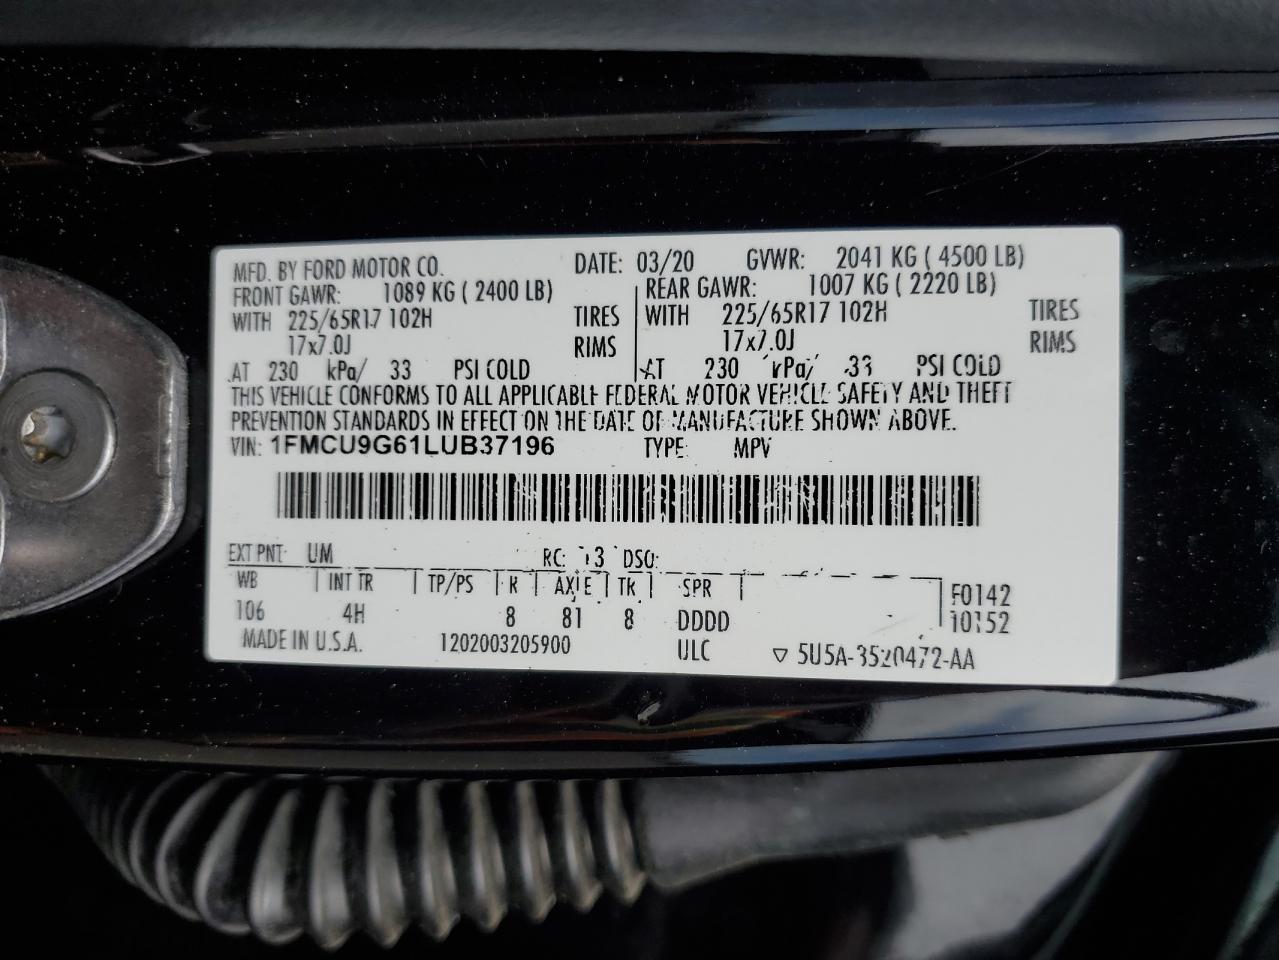 MFD. BY FORD MOTOR CO. DATE: 03/20 GVWR: 2041 KG ( 4500 LB)
FRONT GAWR: 1089 KG ( 2400 LB) REAR GAWR: 1007 KG ( 2220 LB)
WITH 225/65R17 102H TIRES WITH 225/65R17 102H TIRES
17x7.0J RIMS 17x7.0J RIMS
AT 230 kPa/ 33 PSI COLD AT 230 kPa/ 33 PSI COLD
THIS VEHICLE CONFORMS TO ALL APPLICABLE FEDERAL MOTOR VEHICLE SAFETY AND THEFT
PREVENTION STANDARDS IN EFFECT ON THE DATE OF MANUFACTURE SHOWN ABOVE.
VIN: 1FMCU9G61LUB37196 TYPE: MPV
EXT PNT: UM RC: 13 DSO:
WB INT TR TP/PS R AXLE TR SPR F0142
106 4H 8 81 8 DDDD 10152
MADE IN U.S.A. 1202003205900 ULC ▽ 5U5A-3520472-AA